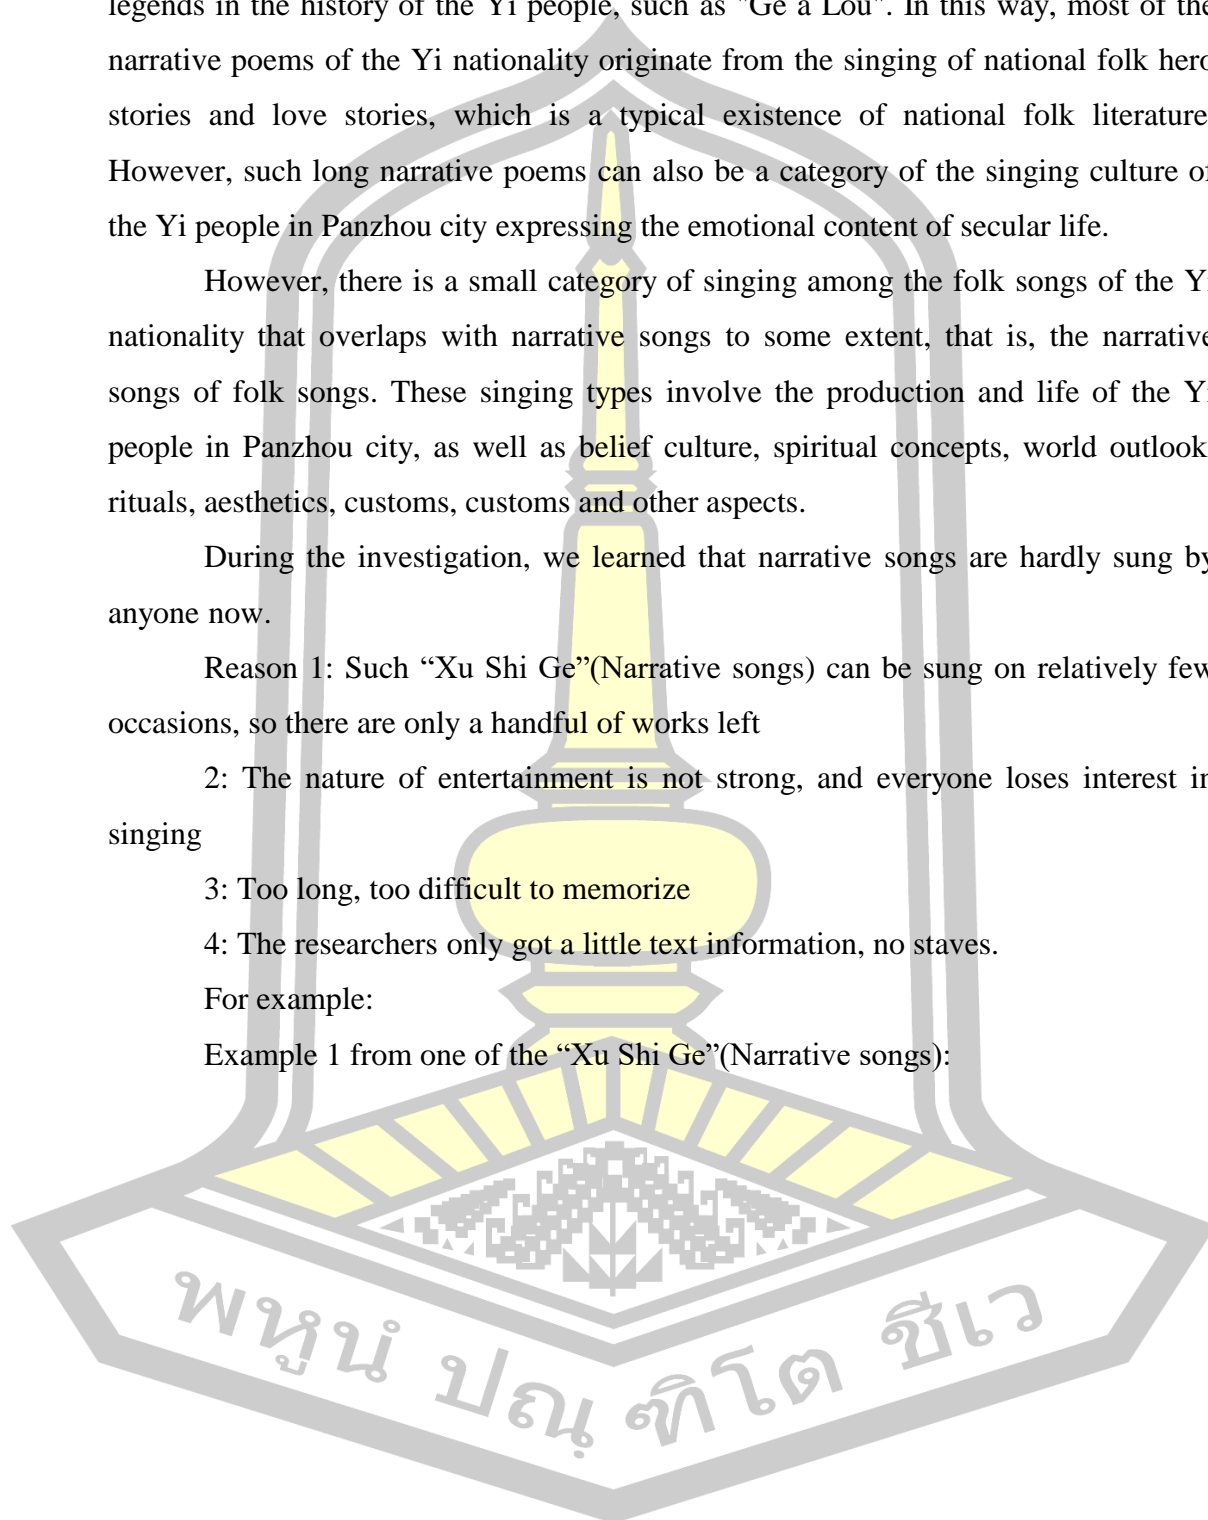 legends in the history of the Yi people, such as "Ge a Lou". In this way, most of the
narrative poems of the Yi nationality originate from the singing of national folk hero
stories and love stories, which is a typical existence of national folk literature.
However, such long narrative poems can also be a category of the singing culture of
the Yi people in Panzhou city expressing the emotional content of secular life.
However, there is a small category of singing among the folk songs of the Yi
nationality that overlaps with narrative songs to some extent, that is, the narrative
songs of folk songs. These singing types involve the production and life of the Yi
people in Panzhou city, as well as belief culture, spiritual concepts, world outlook,
rituals, aesthetics, customs, customs and other aspects.
During the investigation, we learned that narrative songs are hardly sung by
anyone now.
Reason 1: Such “Xu Shi Ge”(Narrative songs) can be sung on relatively few
occasions, so there are only a handful of works left
2: The nature of entertainment is not strong, and everyone loses interest in
singing
3: Too long, too difficult to memorize
4: The researchers only got a little text information, no staves.
For example:
Example 1 from one of the “Xu Shi Ge”(Narrative songs):
พหูนํ ปณฺฑิโต ชีเว